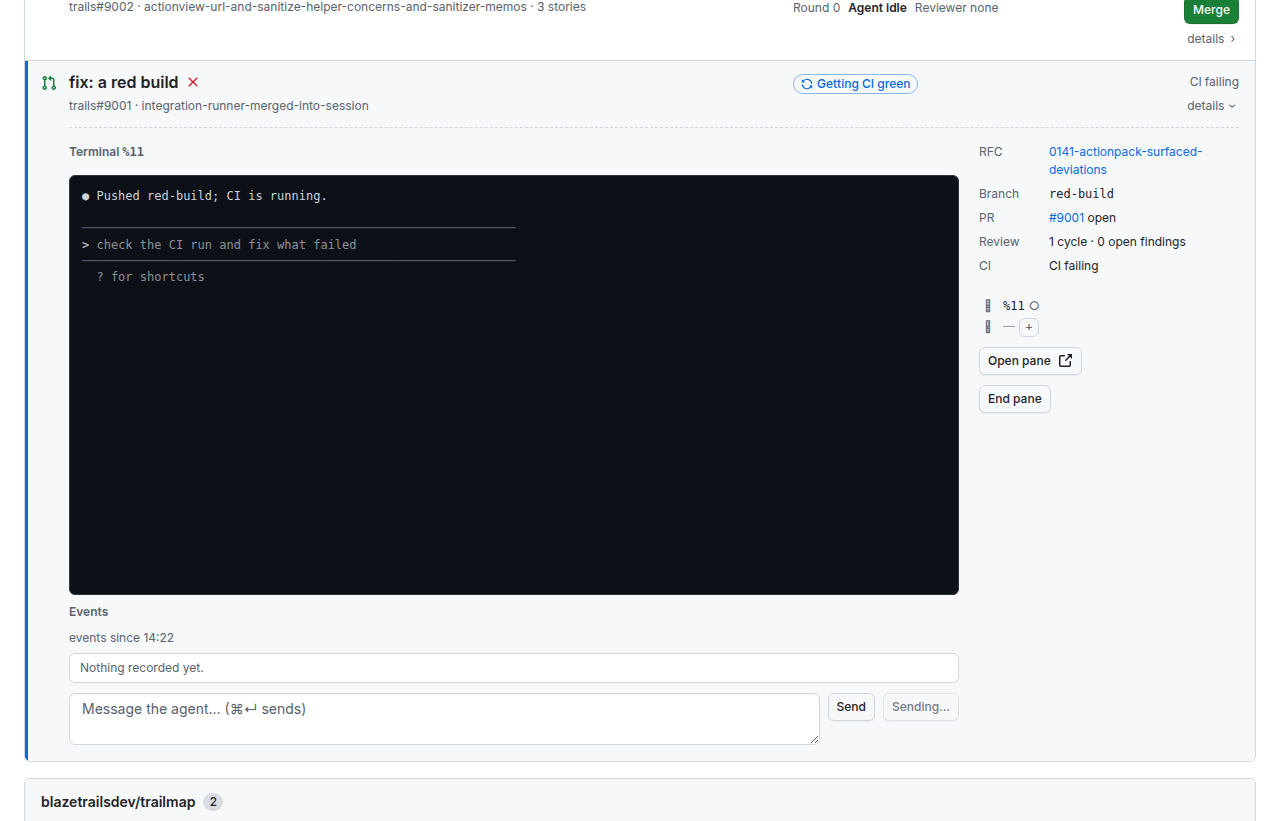 trails#9002 · actionview-url-and-sanitize-helper-concerns-and-sanitizer-memos · 3 stories
Round 0 Agent idle Reviewer none
Merge
details ›
fix: a red build
Getting CI green
CI failing
trails#9001 · integration-runner-merged-into-session
details
Terminal %11
● Pushed red-build; CI is running.
> check the CI run and fix what failed
? for shortcuts
RFC 0141-actionpack-surfaced-
deviations
Branch red-build
PR #9001 open
Review 1 cycle · 0 open findings
CI CI failing
%11
— +
Open pane
End pane
Events
events since 14:22
Nothing recorded yet.
Message the agent... (⌘↵ sends)
Send
Sending...
blazetrailsdev/trailmap 2